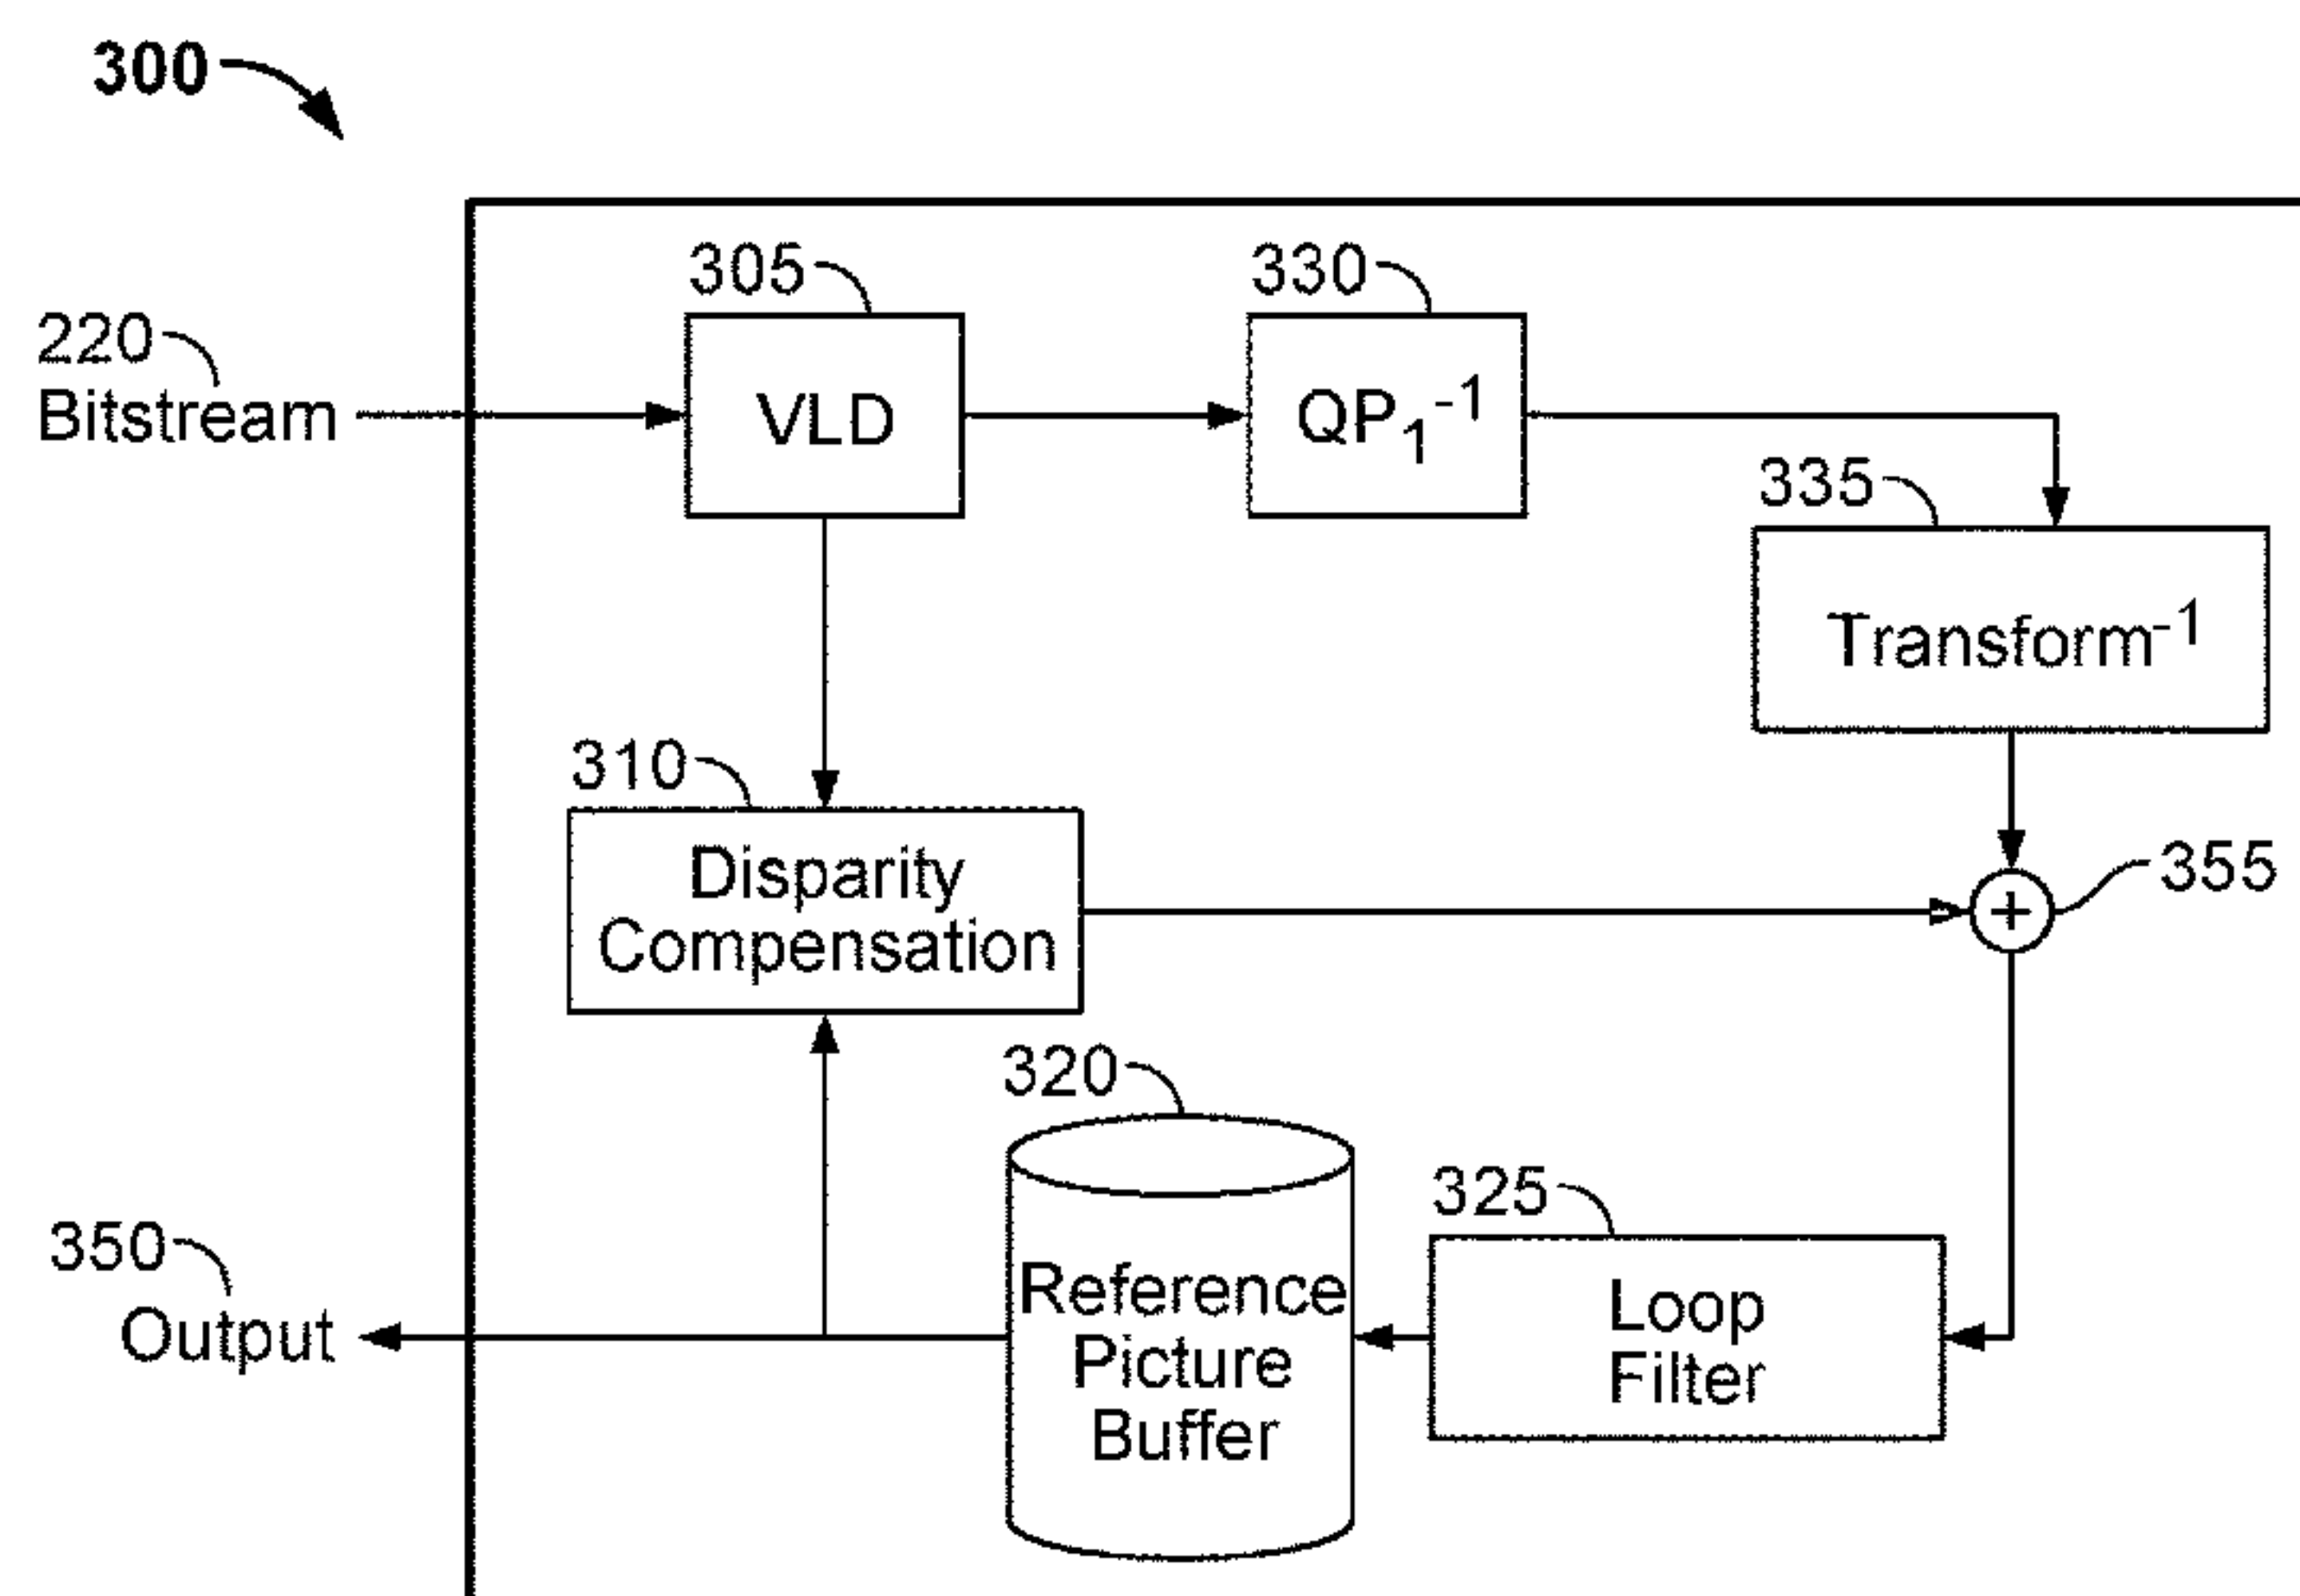 300
305
330
220
Bitstream
VLD
QP₁⁻¹
335
Transform⁻¹
310
Disparity
Compensation
+
355
320
325
350
Output
Reference
Picture
Buffer
Loop
Filter